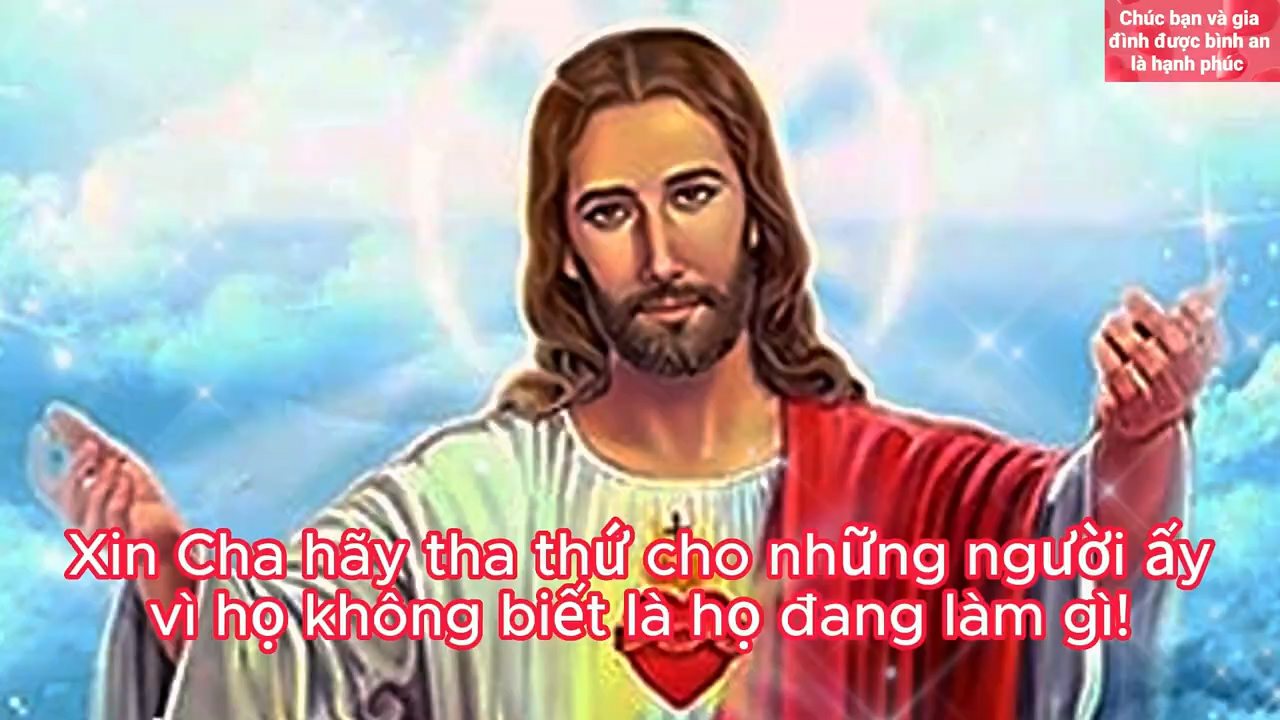 Chúc bạn và gia
đình được bình an
là hạnh phúc
Xin Cha hãy tha thứ cho những người ấy
vì họ không biết là họ đang làm gì!